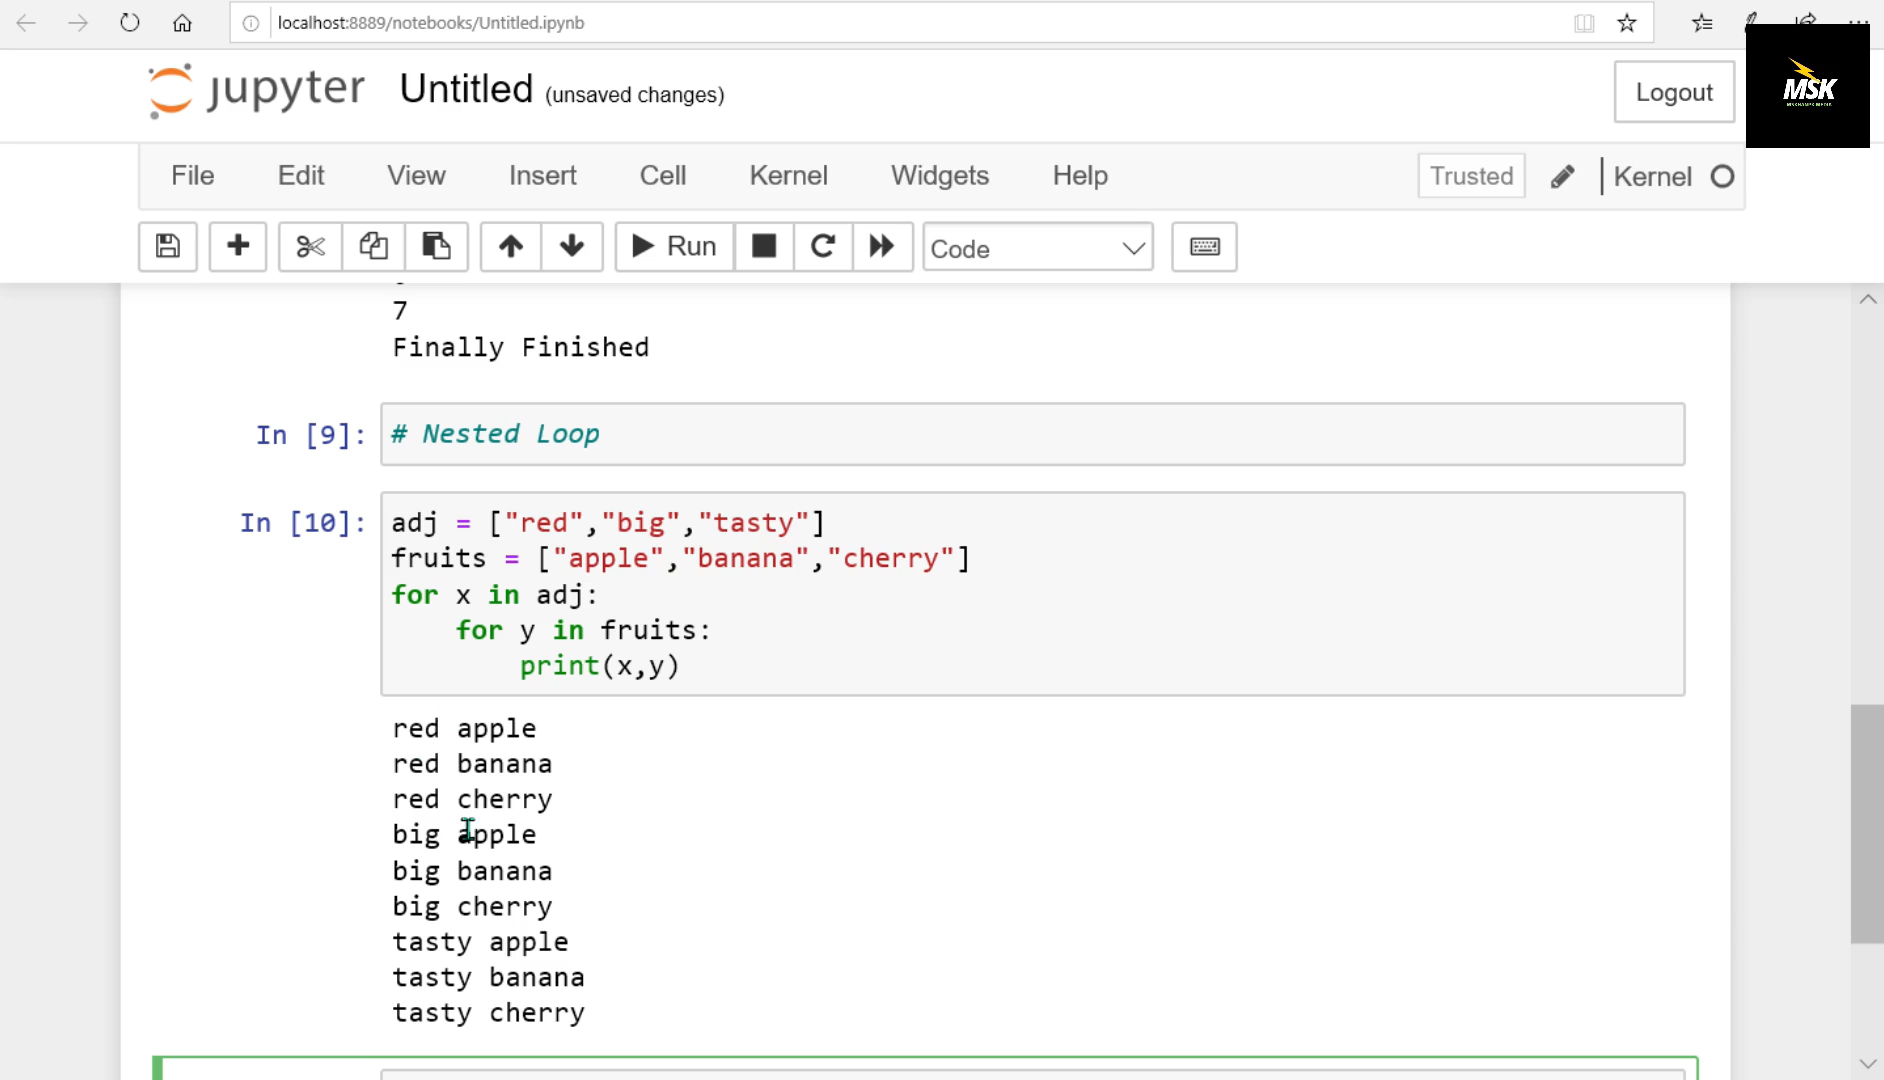 localhost:8889/notebooks/Untitled.ipynb
MSK
jupyter Untitled (unsaved changes)
Logout
File Edit View Insert Cell Kernel Widgets Help Trusted Kernel
Run Code
7
Finally Finished
In [9]: # Nested Loop
In [10]: adj = ["red","big","tasty"]
fruits = ["apple","banana","cherry"]
for x in adj:
    for y in fruits:
        print(x,y)
red apple
red banana
red cherry
big apple
big banana
big cherry
tasty apple
tasty banana
tasty cherry